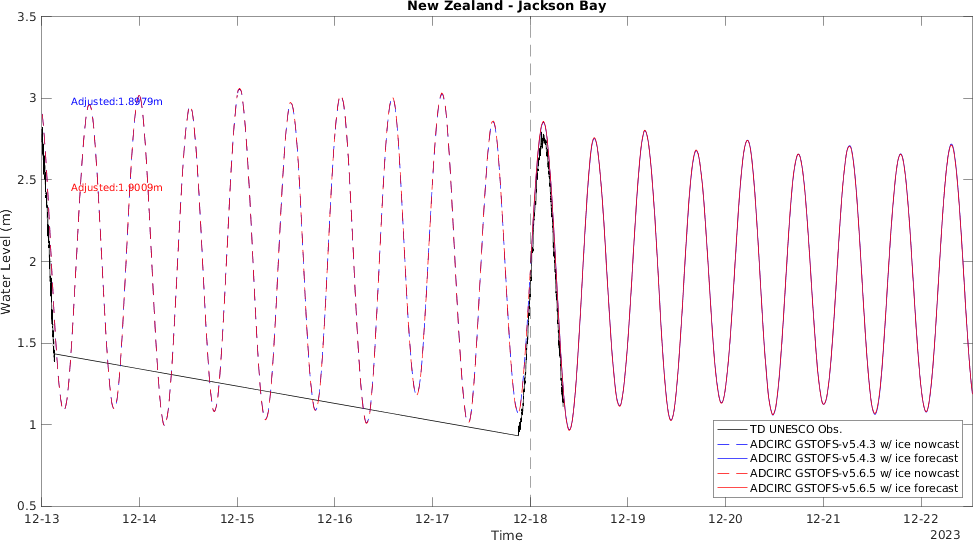 New Zealand - Jackson Bay
3.5
3
2.5
2
1.5
1
0.5
Water Level (m)
Adjusted:1.8979m
Adjusted:1.9009m
TD UNESCO Obs.
ADCIRC GSTOFS-v5.4.3 w/ ice nowcast
ADCIRC GSTOFS-v5.4.3 w/ ice forecast
ADCIRC GSTOFS-v5.6.5 w/ ice nowcast
ADCIRC GSTOFS-v5.6.5 w/ ice forecast
12-13 12-14 12-15 12-16 12-17 12-18 12-19 12-20 12-21 12-22
Time
2023